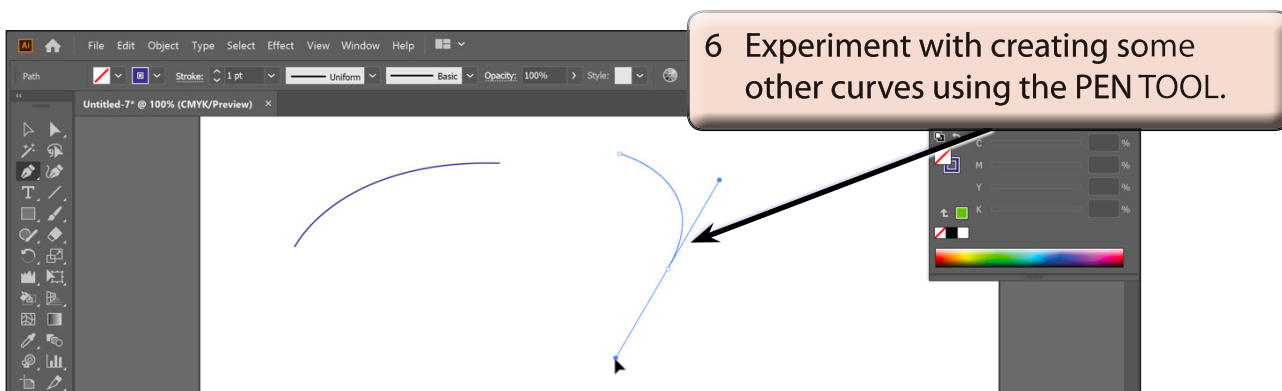 6 Experiment with creating some
other curves using the PEN TOOL.
Ai File Edit Object Type Select Effect View Window Help
Path Stroke: 1 pt Uniform Basic Opacity: 100% Style:
Untitled-7* @ 100% (CMYK/Preview) ×
C %
M %
Y %
K %